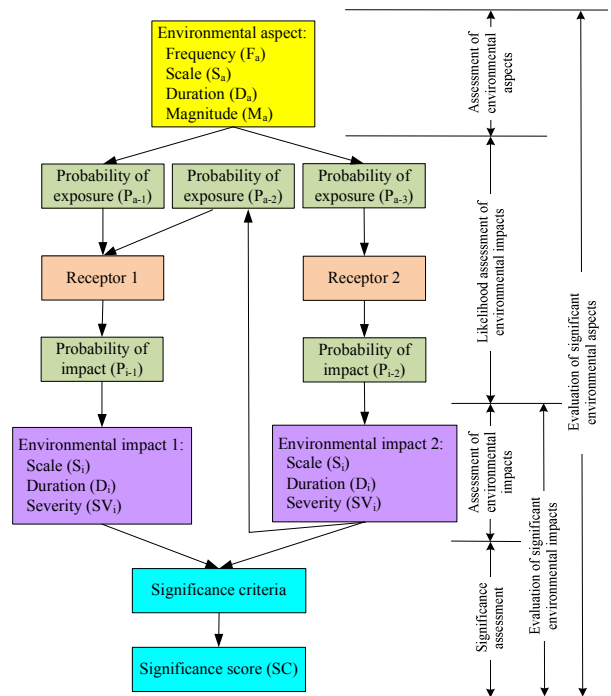 Environmental aspect:
Frequency (Fa)
Scale (Sa)
Duration (Da)
Magnitude (Ma)
Probability of
exposure (Pa-1)
Probability of
exposure (Pa-2)
Probability of
exposure (Pa-3)
Receptor 1
Receptor 2
Probability of
impact (Pi-1)
Probability of
impact (Pi-2)
Environmental impact 1:
Scale (Si)
Duration (Di)
Severity (SVi)
Environmental impact 2:
Scale (Si)
Duration (Di)
Severity (SVi)
Significance criteria
Significance score (SC)
Assessment of
environmental
aspects
Likelihood assessment of
environmental impacts
Assessment of
environmental
impacts
Significance
assessment
Evaluation of significant
environmental impacts
Evaluation of significant
environmental aspects